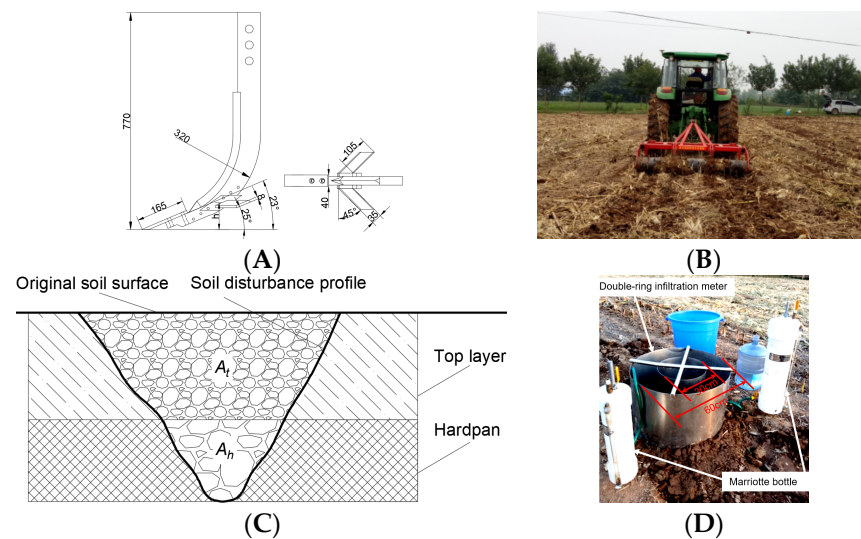 770
320
165
h
25°
8
23°
105
40
45°
35
(A)
(B)
Original soil surface
Soil disturbance profile
At
Top layer
Ah
Hardpan
(C)
Double-ring infiltration meter
30cm
60cm
Marriotte bottle
(D)